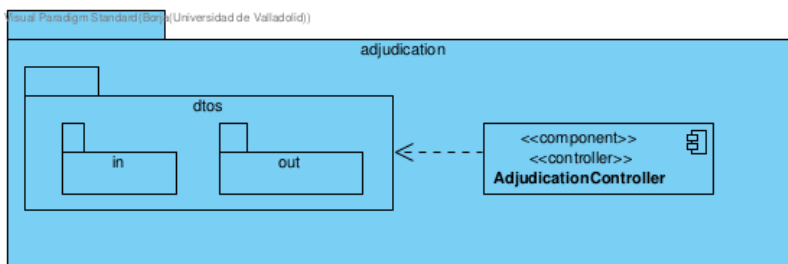 Visual Paradigm Standard(Borja(Universidad de Valladolid))
adjudication
dtos
in
out
<<component>>
<<controller>>
AdjudicationController